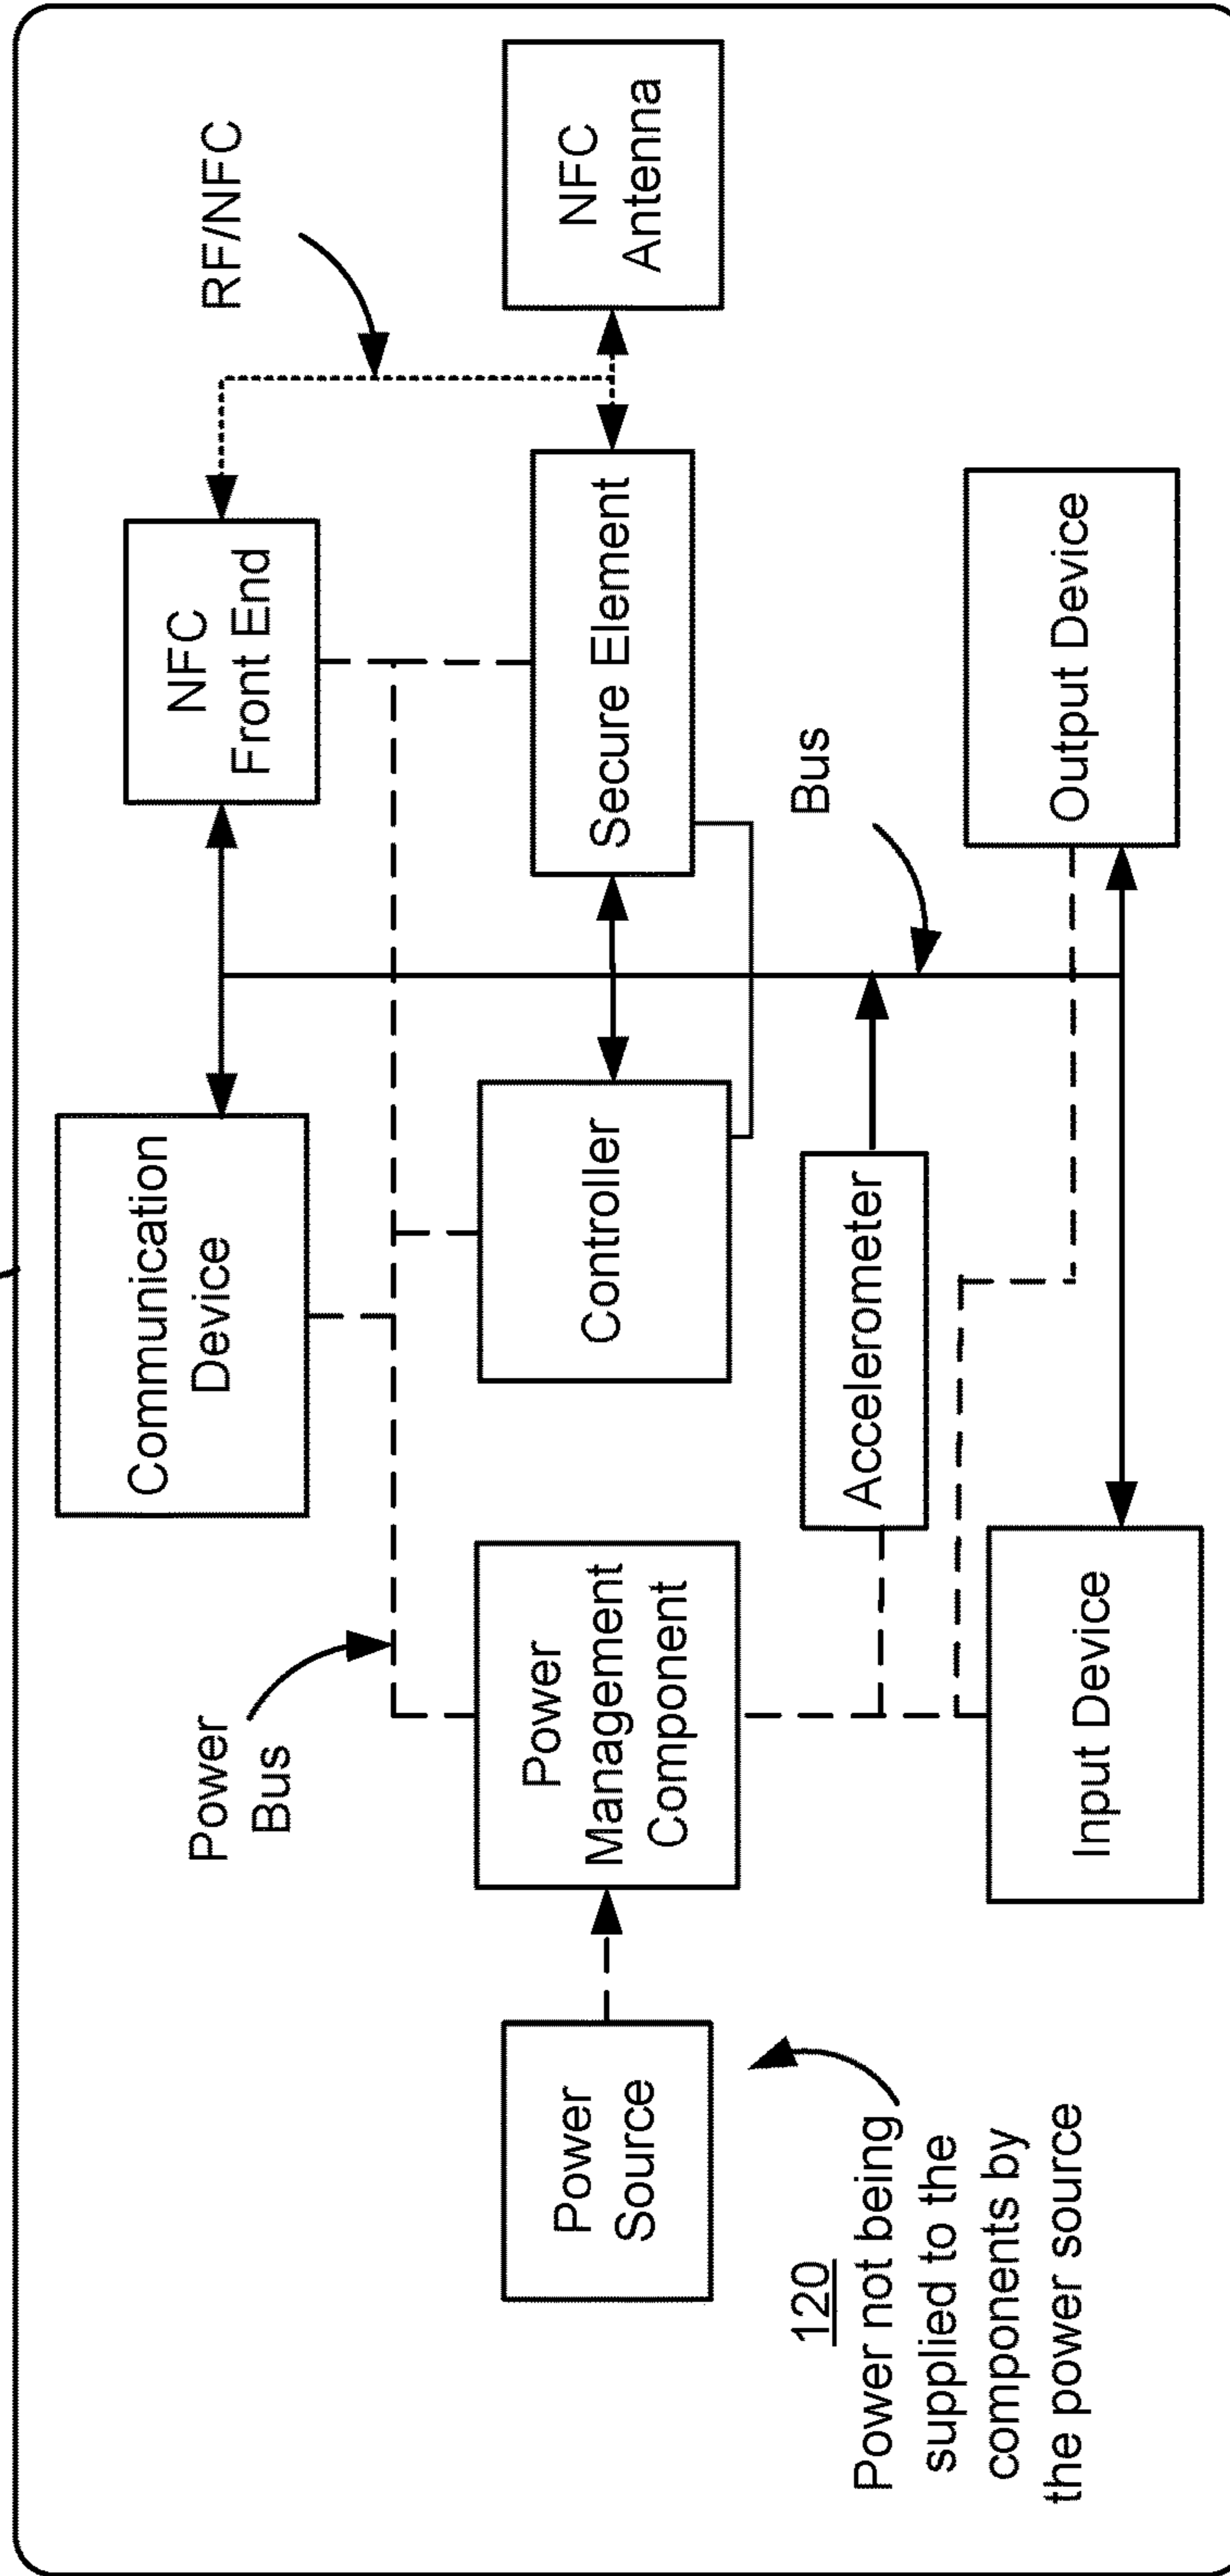 Communication
Device
NFC
Front End
RF/NFC
Power
Bus
Power
Source
Power
Management
Component
Controller
Secure Element
NFC
Antenna
Accelerometer
Bus
120
Power not being
supplied to the
components by
the power source
Input Device
Output Device